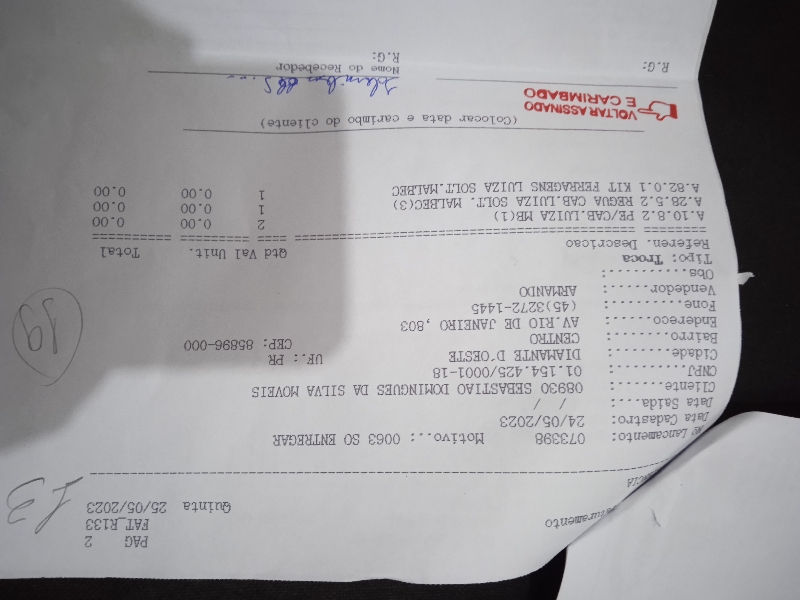 PAG 2
FAT_R133
Quinta 25/05/2023
13
Nº Lancamento: 073398 Motivo...: 0063 SO ENTREGAR
Data Cadastro: 24/05/2023
Data Saida...: / /
Cliente......: 08930 SEBASTIAO DOMINGUES DA SILVA MOVEIS
CNPJ.........: 01.154.425/0001-18
Cidade.......: DIAMANTE D'OESTE UF.: PR
Bairro.......: CENTRO CEP: 85896-000
Endereco.....: AV.RIO DE JANEIRO ,803
Fone.........: (45)3272-1445
Vendedor.....: ARMANDO
Obs..........:
Tipo: Troca
19
Referen. Descricao Qtd Val Unit. Total
A.10.8.2 PE/CAB.LUIZA MB(1) 2 0.00 0.00
A.28.5.2 REGUA CAB.LUIZA SOLT. MALBEC(3) 1 0.00 0.00
A.82.0.1 KIT FERRAGENS LUIZA SOLT.MALBEC 1 0.00 0.00
(Colocar data e carimbo do cliente)
VOLTAR ASSINADO
E CARIMBADO
Nome do Recebedor
R.G: R.G: